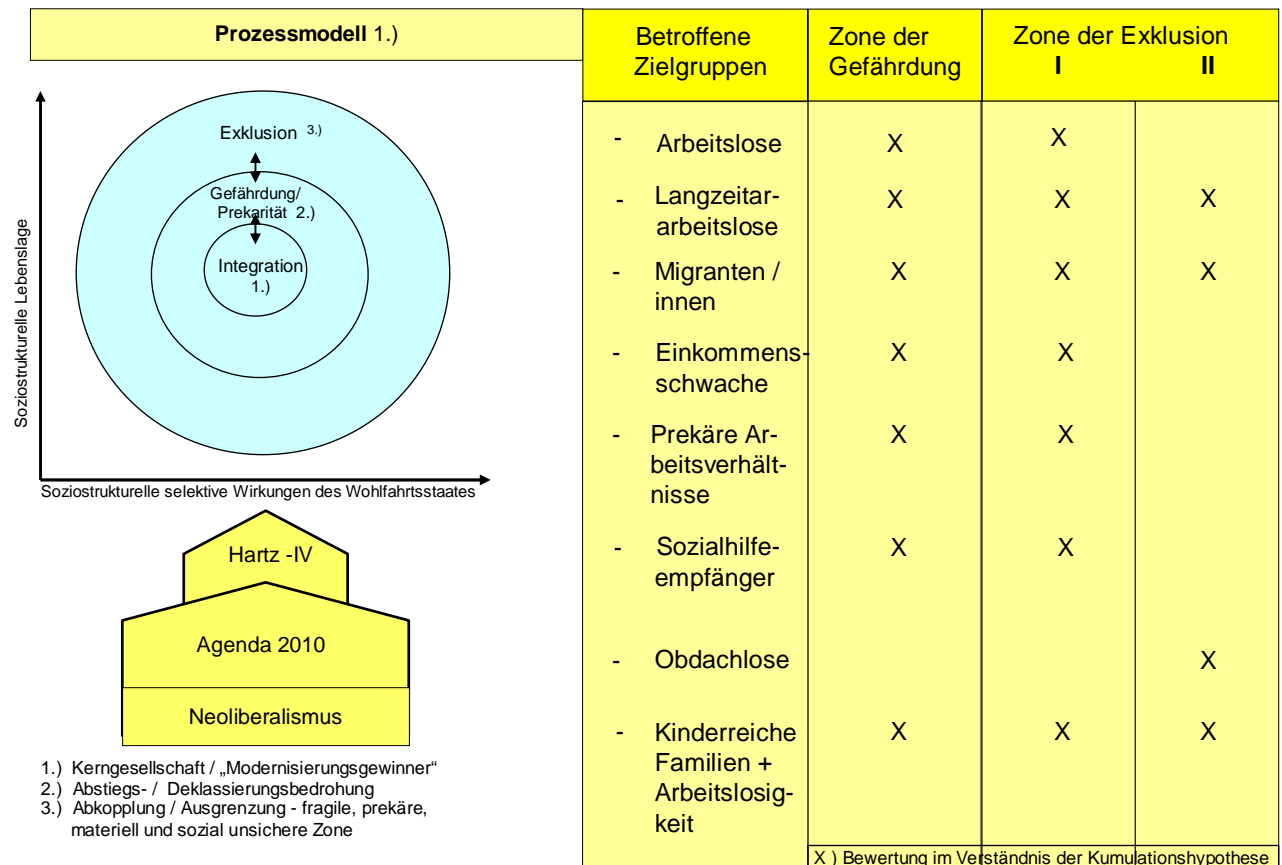 Prozessmodell 1.)
Soziostrukturelle Lebenslage
Exklusion 3.)
Gefährdung/
Prekarität 2.)
Integration
1.)
Soziostrukturelle selektive Wirkungen des Wohlfahrtsstaates
Hartz -IV
Agenda 2010
Neoliberalismus
1.) Kerngesellschaft / „Modernisierungsgewinner“
2.) Abstiegs- / Deklassierungsbedrohung
3.) Abkopplung / Ausgrenzung - fragile, prekäre,
materiell und sozial unsichere Zone
Betroffene
Zielgruppen
Zone der
Gefährdung
Zone der Exklusion
I II
- Arbeitslose X X
- Langzeitar-
arbeitslose X X X
- Migranten /
innen X X X
- Einkommens-
schwache X X
- Prekäre Ar-
beitsverhält-
nisse X X
- Sozialhilfe-
empfänger X X
- Obdachlose X
- Kinderreiche X X X
Familien +
Arbeitslosig-
keit
X ) Bewertung im Verständnis der Kumulationshypothese